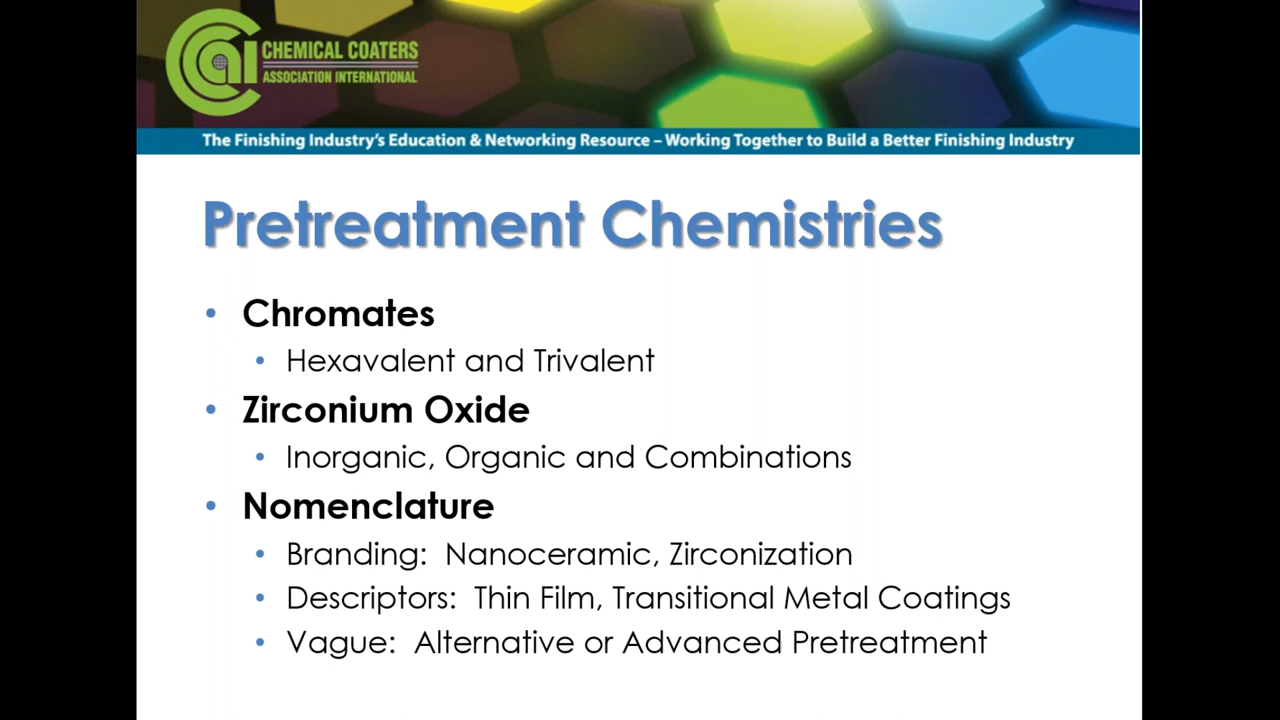 CCAI
CHEMICAL COATERS
ASSOCIATION INTERNATIONAL
The Finishing Industry's Education & Networking Resource – Working Together to Build a Better Finishing Industry
Pretreatment Chemistries
• Chromates
• Hexavalent and Trivalent
• Zirconium Oxide
• Inorganic, Organic and Combinations
• Nomenclature
• Branding: Nanoceramic, Zirconization
• Descriptors: Thin Film, Transitional Metal Coatings
• Vague: Alternative or Advanced Pretreatment